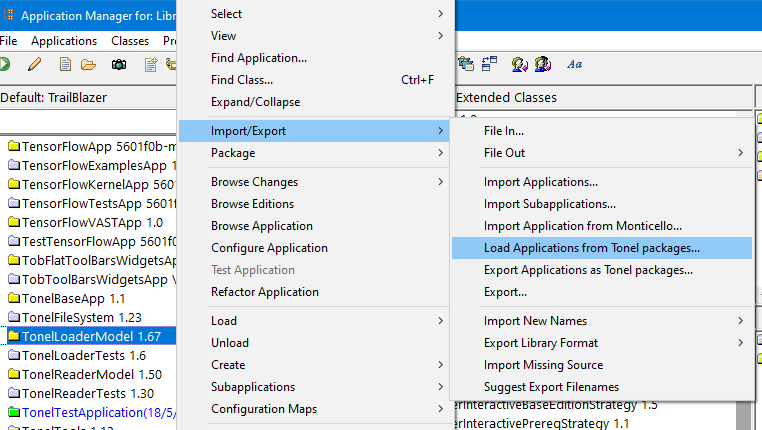 Application Manager for: Libr
File Applications Classes Pr
Default: TrailBlazer
TensorFlowApp 5601f0b-m
TensorFlowExamplesApp 1
TensorFlowKernelApp 5601
TensorFlowTestsApp 5601f
TensorFlowVASTApp 1.0
TestTensorFlowApp 5601f0
TobFlatToolBarsWidgetsAp
TobToolBarsWidgetsApp V
TonelBaseApp 1.1
TonelFileSystem 1.23
TonelLoaderModel 1.67
TonelLoaderTests 1.6
TonelReaderModel 1.50
TonelReaderTests 1.30
TonelTestApplication(18/5/
TonelTools 1.12
Select
View
Find Application...
Find Class... Ctrl+F
Expand/Collapse
Import/Export
Package
Browse Changes
Browse Editions
Browse Application
Configure Application
Test Application
Refactor Application
Load
Unload
Create
Subapplications
Configuration Maps
Aa
Extended Classes
File In...
File Out
Import Applications...
Import Subapplications...
Import Application from Monticello...
Load Applications from Tonel packages...
Export Applications as Tonel packages...
Export...
Import New Names
Export Library Format
Import Missing Source
Suggest Export Filenames
erInteractiveBaseEditionStrategy 1.5
erInteractivePrereqStrategy 1.1